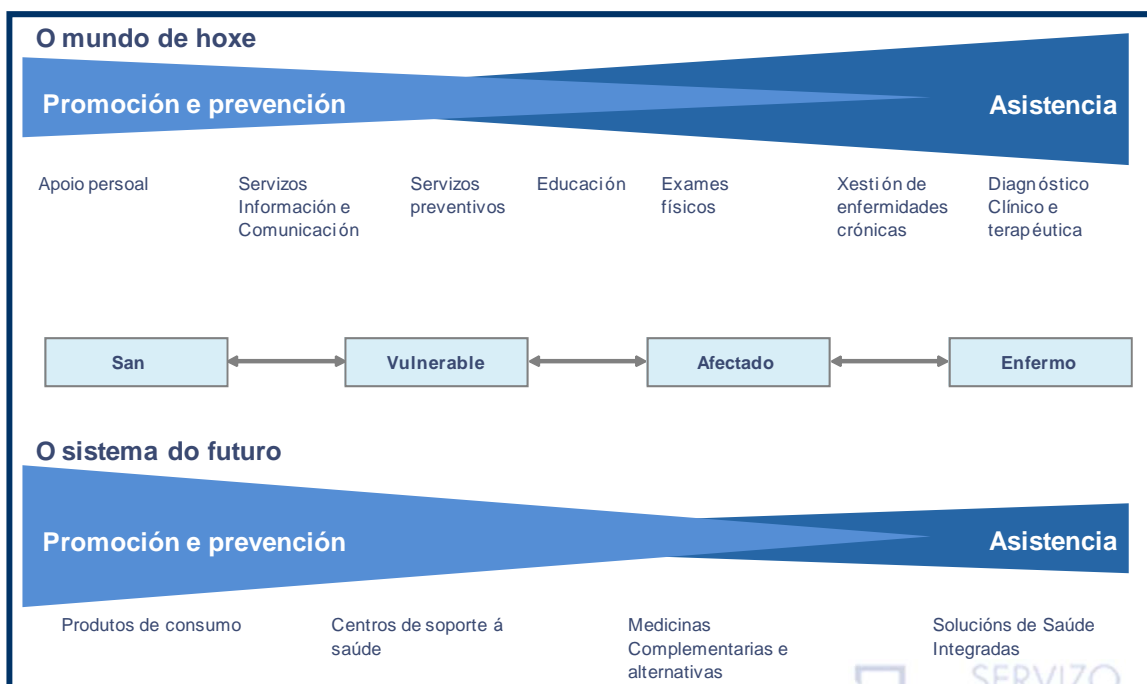 O mundo de hoxe
Promoción e prevención
Asistencia
Apoio persoal
Servizos
Información e
Comunicación
Servizos
preventivos
Educación
Exames
físicos
Xestión de
enfermidades
crónicas
Diagnóstico
Clínico e
terapéutica
San
Vulnerable
Afectado
Enfermo
O sistema do futuro
Promoción e prevención
Asistencia
Produtos de consumo
Centros de soporte á
saúde
Medicinas
Complementarias e
alternativas
Solucións de Saúde
Integradas
SERVIZO